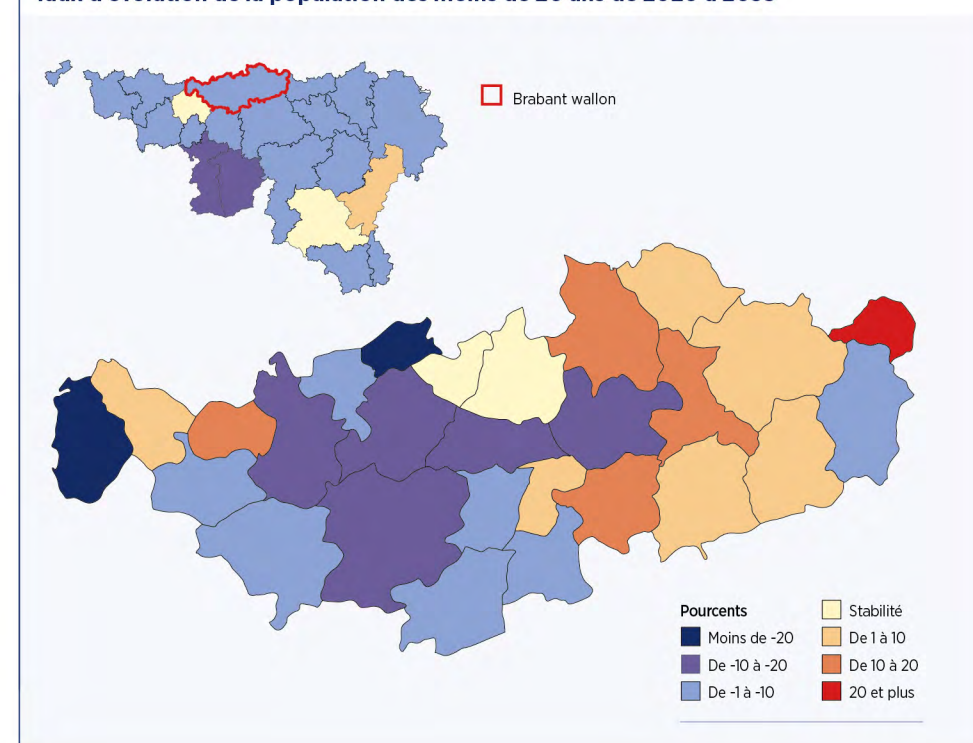 Brabant wallon
Pourcents
Moins de -20
De -10 à -20
De -1 à -10
Stabilité
De 1 à 10
De 10 à 20
20 et plus